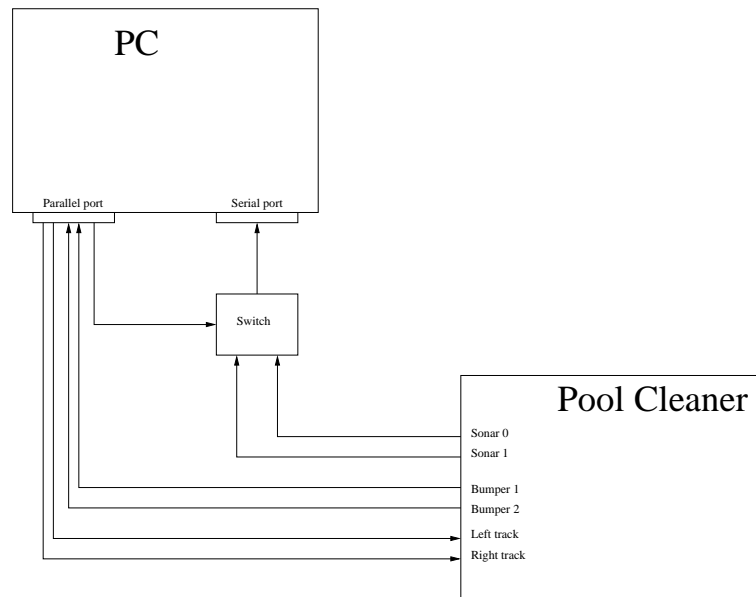 PC
Parallel port
Serial port
Switch
Pool Cleaner
Sonar 0
Sonar 1
Bumper 1
Bumper 2
Left track
Right track